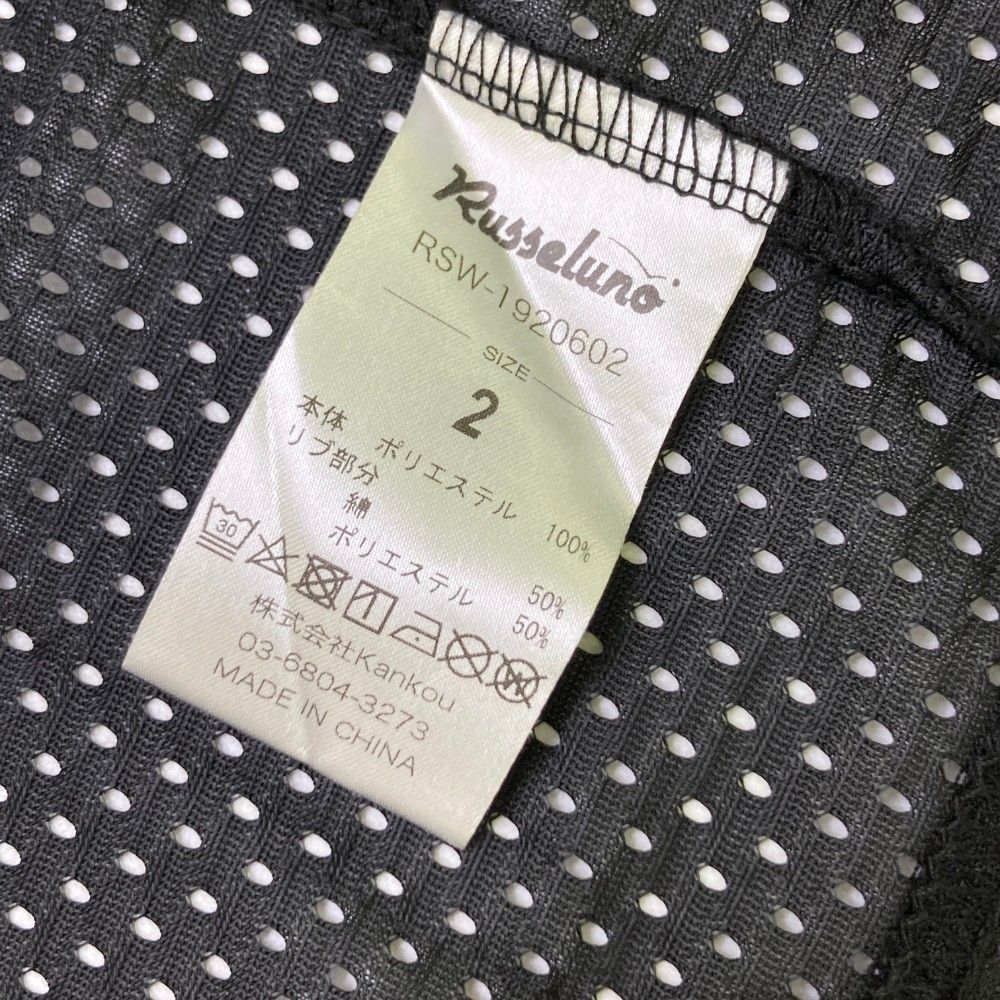 Russeluno
RSW-1920602
SIZE
2
本体 ポリエステル 100%
リブ部分
綿 50%
ポリエステル 50%
30
株式会社Kankou
03-6804-3273
MADE IN CHINA